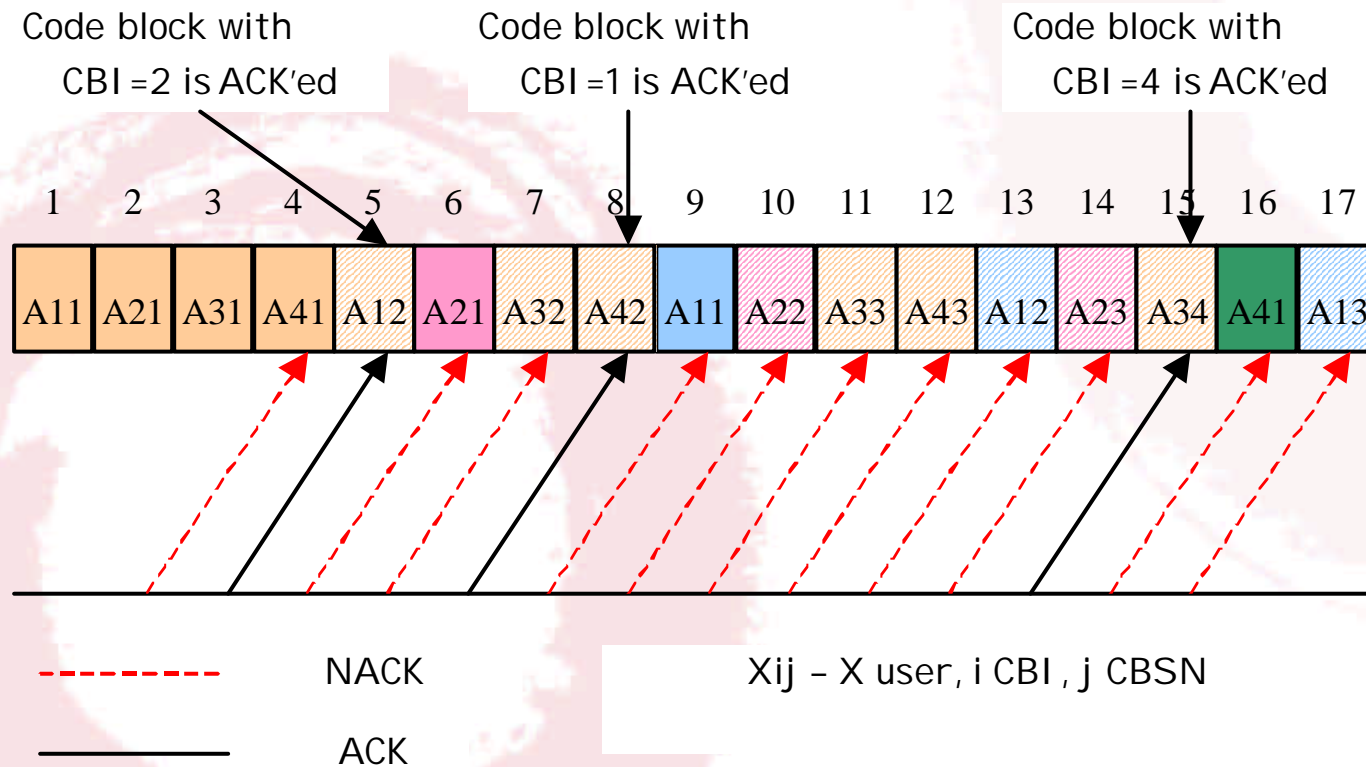 Code block with
CBI=2 is ACK'ed
Code block with
CBI=1 is ACK'ed
Code block with
CBI=4 is ACK'ed
1 2 3 4 5 6 7 8 9 10 11 12 13 14 15 16 17
A11 A21 A31 A41 A12 A21 A32 A42 A11 A22 A33 A43 A12 A23 A34 A41 A13
NACK
Xij – X user, i CBI, j CBSN
ACK